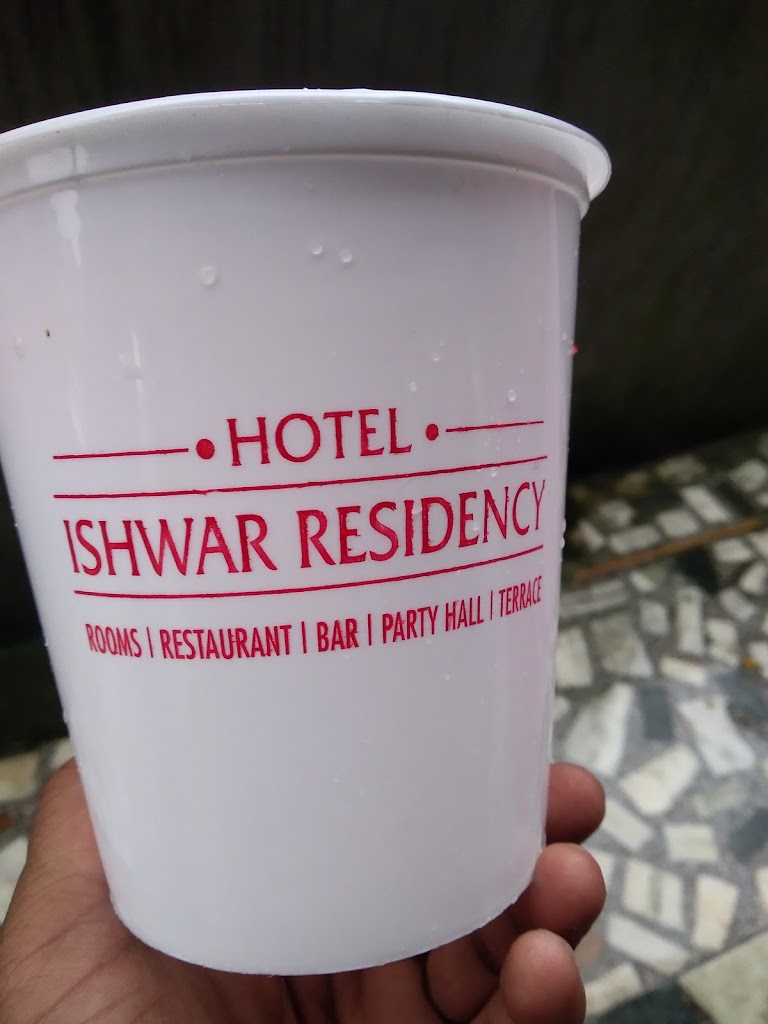 • HOTEL •
ISHWAR RESIDENCY
ROOMS | RESTAURANT | BAR | PARTY HALL | TERRACE